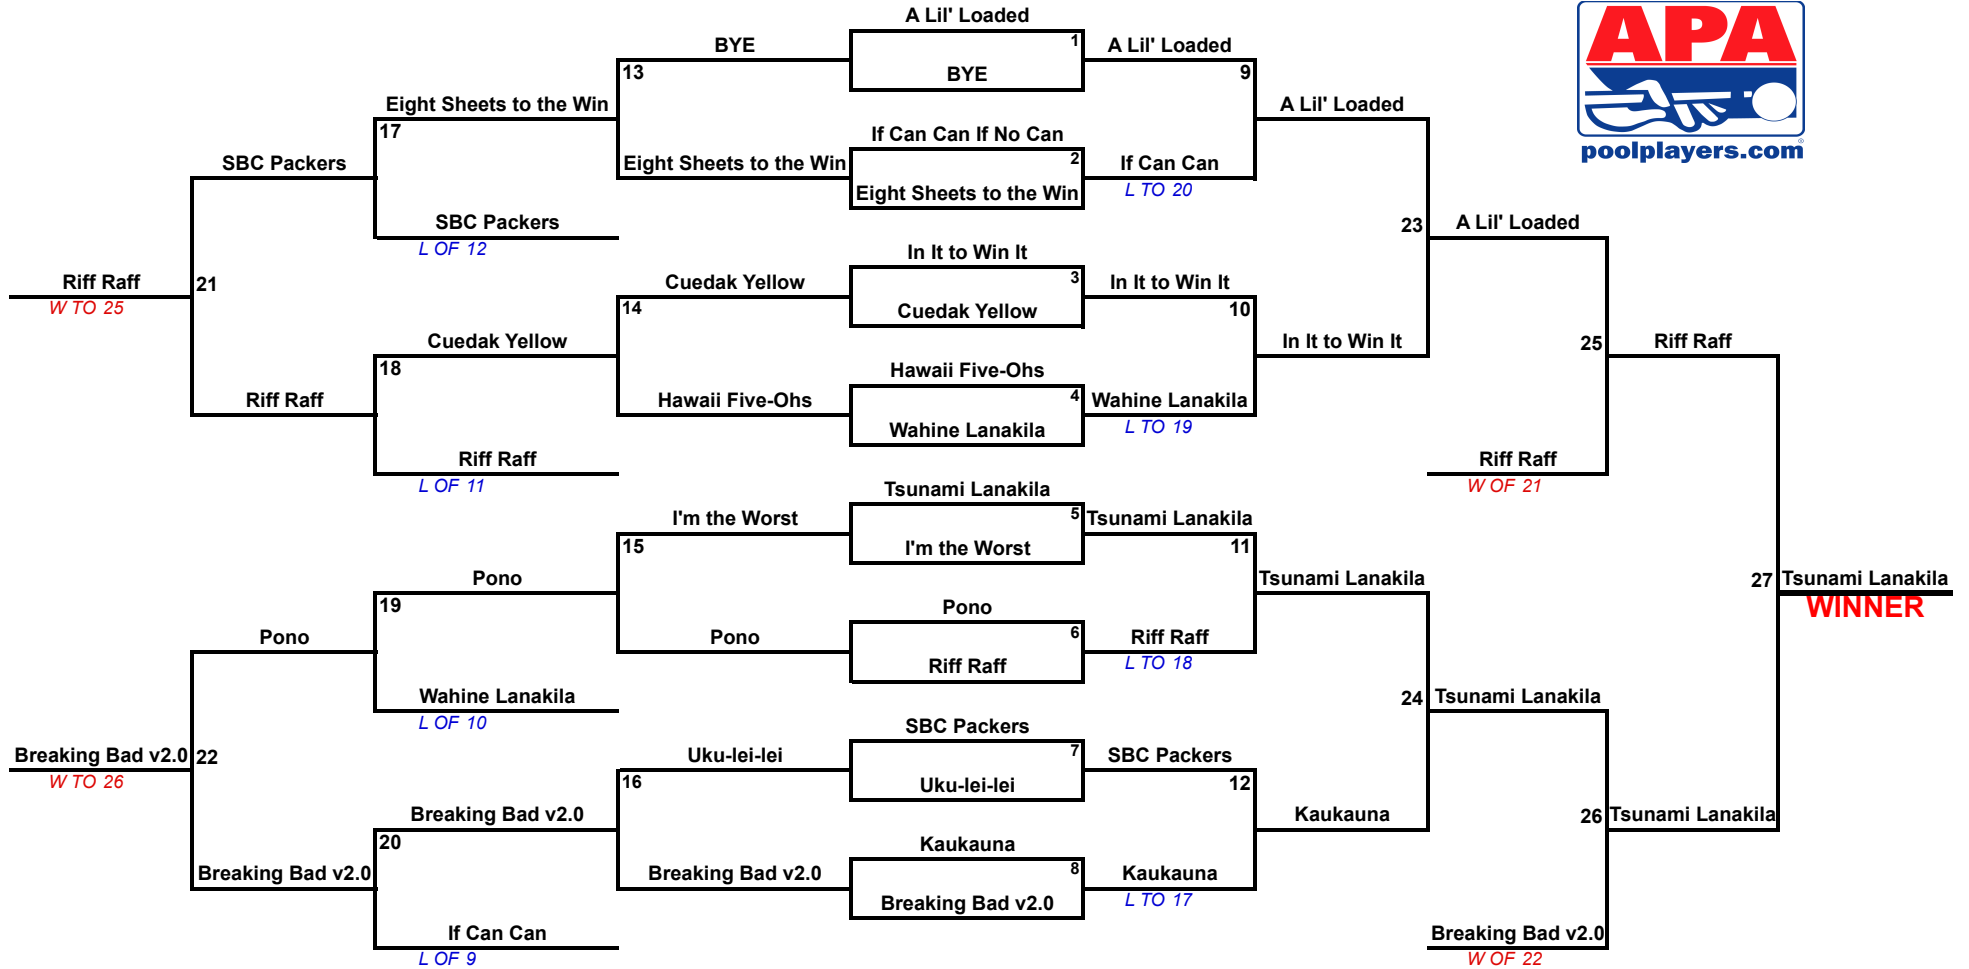 A Lil' Loaded
BYE
1
A Lil' Loaded
13
BYE
9
Eight Sheets to the Win
A Lil' Loaded
17
If Can Can If No Can
SBC Packers
Eight Sheets to the Win
2
If Can Can
L TO 20
Eight Sheets to the Win
SBC Packers
L OF 12
23
A Lil' Loaded
In It to Win It
Riff Raff
W TO 25
21
Cuedak Yellow
3
In It to Win It
14
Cuedak Yellow
10
Cuedak Yellow
In It to Win It
25
Riff Raff
18
Hawaii Five-Ohs
Riff Raff
Hawaii Five-Ohs
4
Wahine Lanakila
L TO 19
Wahine Lanakila
Riff Raff
L OF 11
Riff Raff
W OF 21
Tsunami Lanakila
I'm the Worst
5
Tsunami Lanakila
15
I'm the Worst
11
Pono
Tsunami Lanakila
27
Tsunami Lanakila
WINNER
19
Pono
Pono
Pono
6
Riff Raff
L TO 18
Riff Raff
Wahine Lanakila
L OF 10
24
Tsunami Lanakila
SBC Packers
Breaking Bad v2.0
W TO 26
22
Uku-lei-lei
7
SBC Packers
16
Uku-lei-lei
12
Breaking Bad v2.0
Kaukauna
26
Tsunami Lanakila
20
Kaukauna
Breaking Bad v2.0
Breaking Bad v2.0
8
Kaukauna
L TO 17
Breaking Bad v2.0
If Can Can
L OF 9
Breaking Bad v2.0
W OF 22
APA
poolplayers.com
®